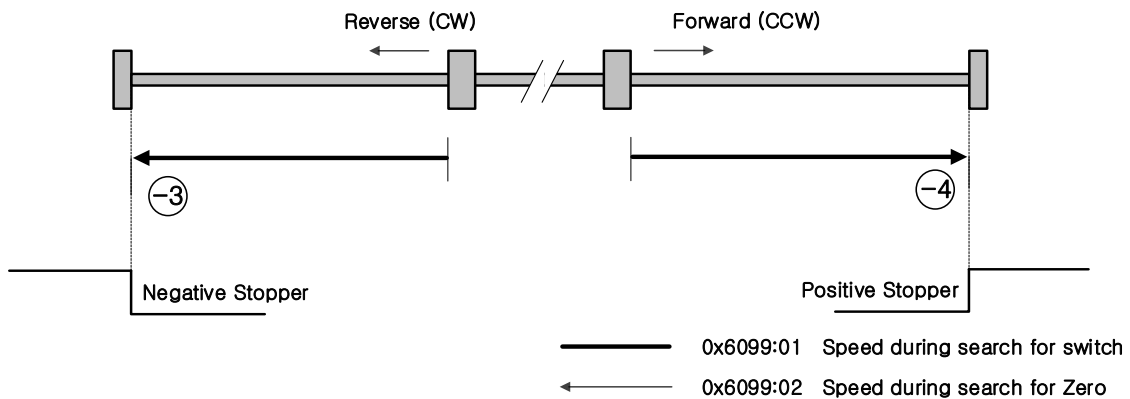 Reverse (CW)
Forward (CCW)
−3
−4
Negative Stopper
Positive Stopper
0x6099:01 Speed during search for switch
0x6099:02 Speed during search for Zero